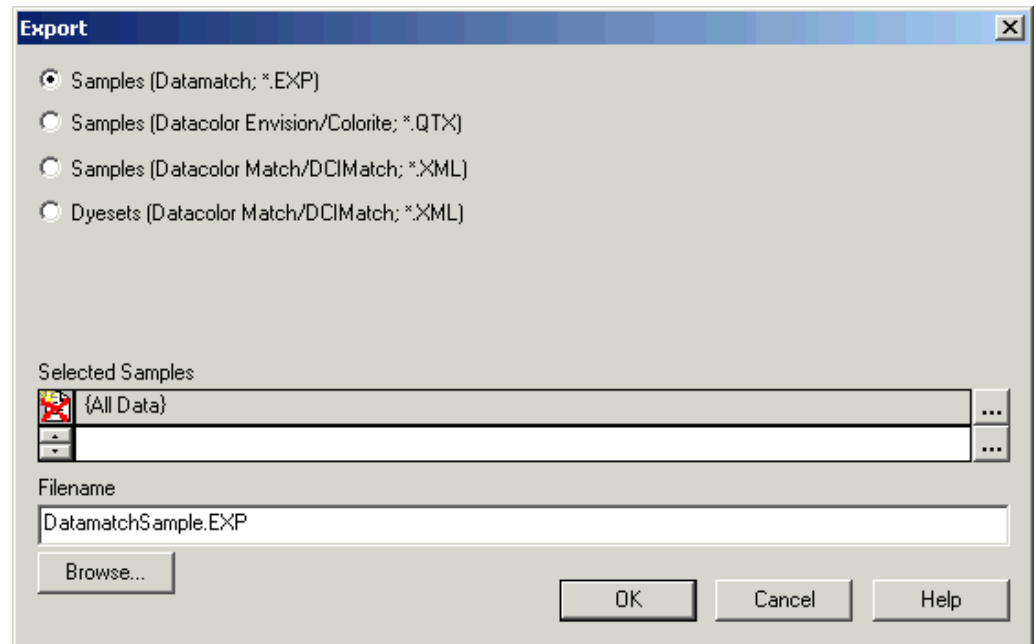 Export
Samples (Datamatch; *.EXP)
Samples (Datacolor Envision/Colorite; *.QTX)
Samples (Datacolor Match/DCIMatch; *.XML)
Dyesets (Datacolor Match/DCIMatch; *.XML)
Selected Samples
{All Data}
...
...
Filename
DatamatchSample.EXP
Browse...
OK Cancel Help